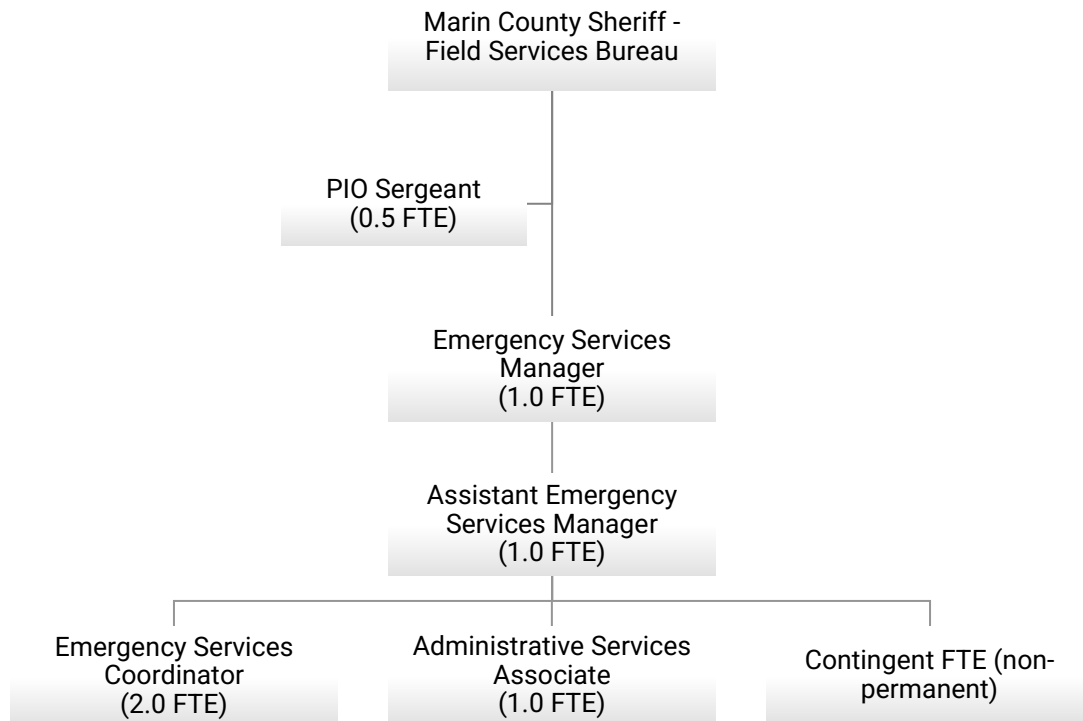 Marin County Sheriff -
Field Services Bureau
PIO Sergeant
(0.5 FTE)
Emergency Services
Manager
(1.0 FTE)
Assistant Emergency
Services Manager
(1.0 FTE)
Emergency Services
Coordinator
(2.0 FTE)
Administrative Services
Associate
(1.0 FTE)
Contingent FTE (non-
permanent)